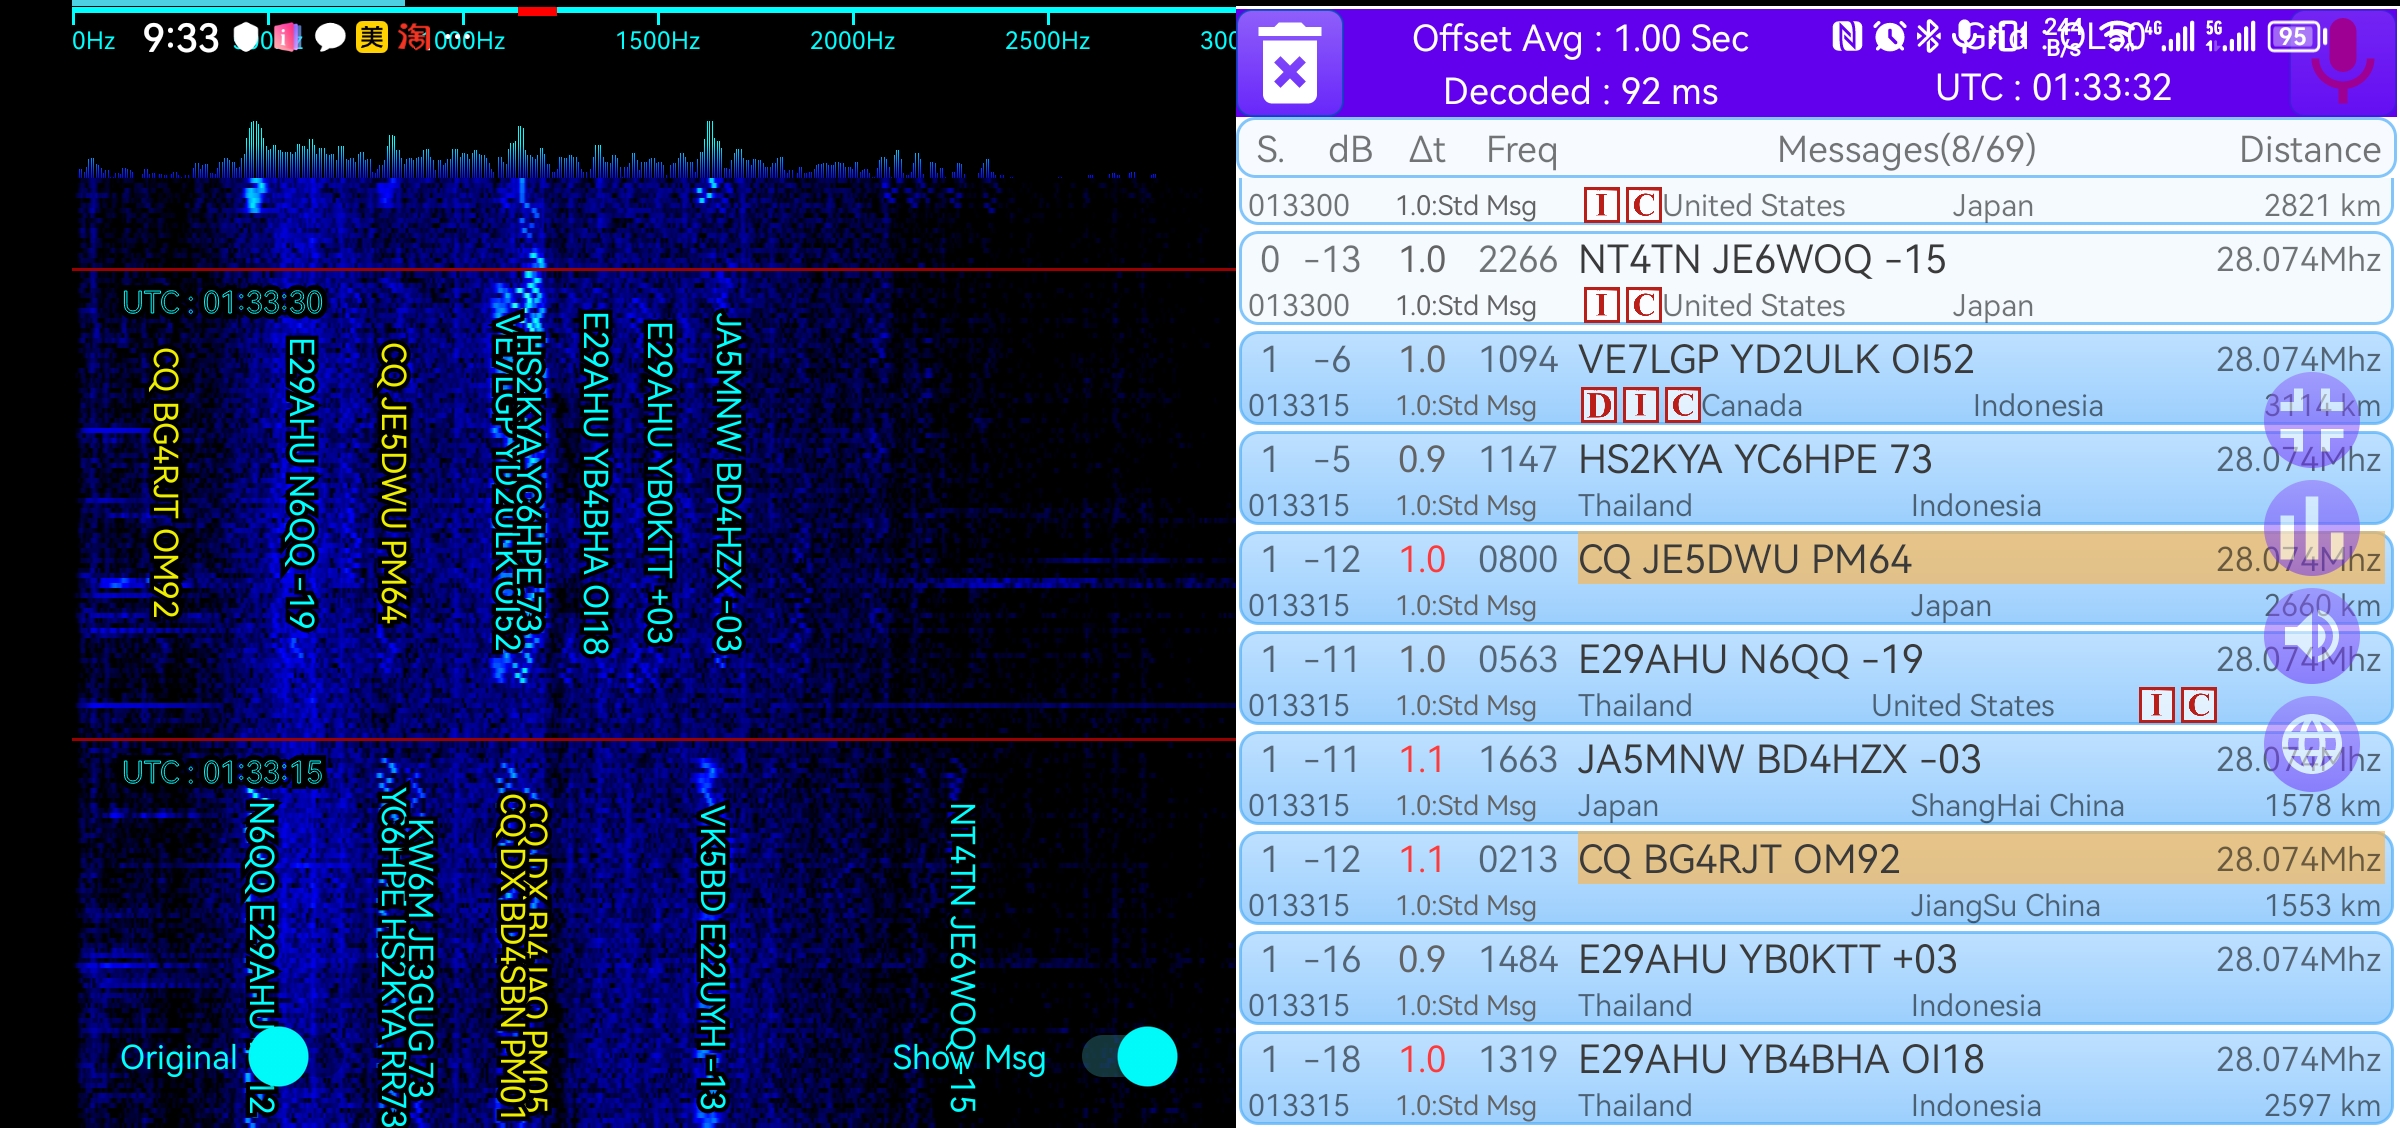 0Hz
9:33
1000Hz
1500Hz
2000Hz
2500Hz
美
淘
UTC : 01:33:30
CQ BG4RJT OM92
E29AHU N6QQ -19
CQ JE5DWU PM64
VE7LGP YD2ULK OI52
HS2KYA YC6HPE 73
E29AHU YB4BHA OI18
E29AHU YB0KTT +03
JA5MNW BD4HZX -03
UTC : 01:33:15
N6QQ E29AHU
YC6HPE HS2KYA RR73
KW6M JE3GUG 73
CQ DX BD4SBN PM01
VK5BD E22UYH -13
NT4TN JE6WOQ -15
Original
Show Msg
Offset Avg : 1.00 Sec
Decoded : 92 ms
UTC : 01:33:32
4G
5G
95
S. dB Δt Freq Messages(8/69) Distance
013300 1.0:Std Msg I C United States Japan 2821 km
0 -13 1.0 2266 NT4TN JE6WOQ -15 28.074Mhz
013300 1.0:Std Msg I C United States Japan
1 -6 1.0 1094 VE7LGP YD2ULK OI52 28.074Mhz
013315 1.0:Std Msg D I C Canada Indonesia 3114 km
1 -5 0.9 1147 HS2KYA YC6HPE 73 28.074Mhz
013315 1.0:Std Msg Thailand Indonesia
1 -12 1.0 0800 CQ JE5DWU PM64 28.074Mhz
013315 1.0:Std Msg Japan 2660 km
1 -11 1.0 0563 E29AHU N6QQ -19 28.074Mhz
013315 1.0:Std Msg Thailand United States I C
1 -11 1.1 1663 JA5MNW BD4HZX -03 28.074Mhz
013315 1.0:Std Msg Japan ShangHai China 1578 km
1 -12 1.1 0213 CQ BG4RJT OM92 28.074Mhz
013315 1.0:Std Msg JiangSu China 1553 km
1 -16 0.9 1484 E29AHU YB0KTT +03 28.074Mhz
013315 1.0:Std Msg Thailand Indonesia
1 -18 1.0 1319 E29AHU YB4BHA OI18 28.074Mhz
013315 1.0:Std Msg Thailand Indonesia 2597 km